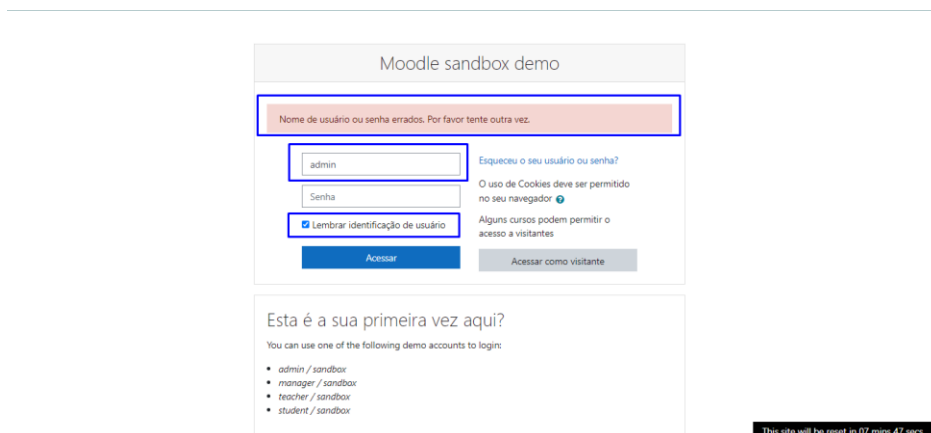 Moodle sandbox demo
Nome de usuário ou senha errados. Por favor tente outra vez.
admin
Esqueceu o seu usuário ou senha?
Senha
O uso de Cookies deve ser permitido
no seu navegador
Lembrar identificação de usuário
Alguns cursos podem permitir o
acesso a visitantes
Acessar
Acessar como visitante
Esta é a sua primeira vez aqui?
You can use one of the following demo accounts to login:
admin / sandbox
manager / sandbox
teacher / sandbox
student / sandbox
This site will be reset in 07 mins 47 secs